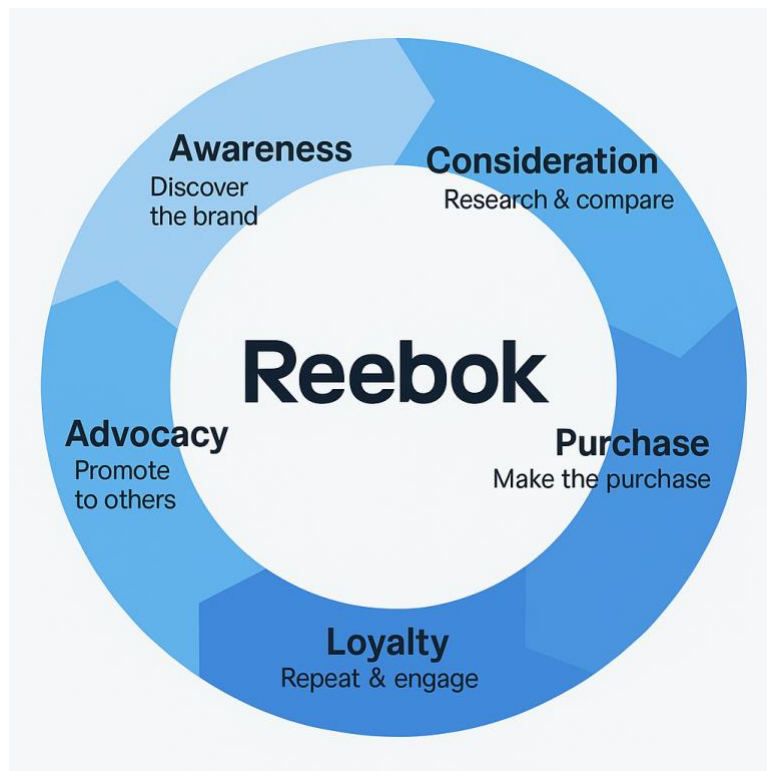 Awareness
Discover
the brand
Consideration
Research & compare
Reebok
Purchase
Make the purchase
Loyalty
Repeat & engage
Advocacy
Promote
to others